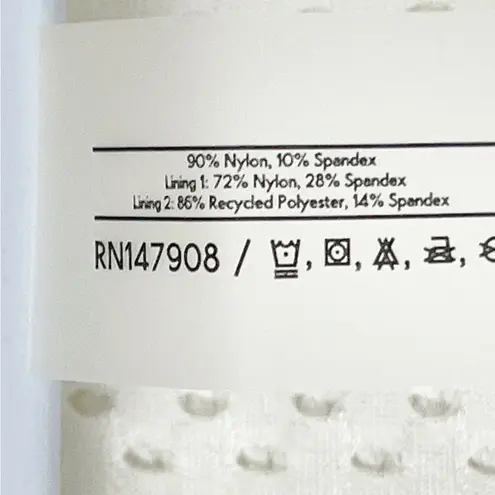 90% Nylon, 10% Spandex
Lining 1: 72% Nylon, 28% Spandex
Lining 2: 86% Recycled Polyester, 14% Spandex
RN147908 / , , , ,